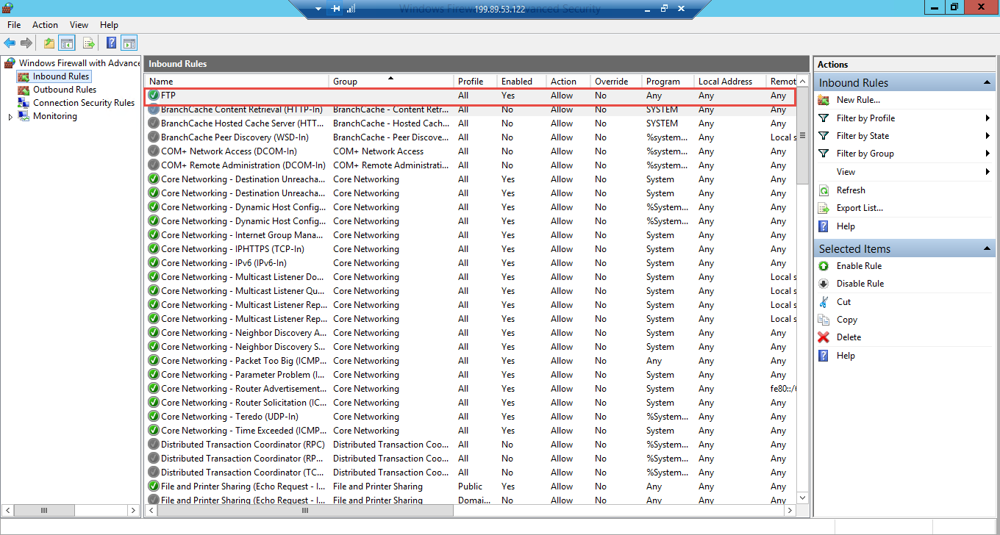 Windows Firewall with Advanced Security
199.89.53.122
File Action View Help
Windows Firewall with Advance
Inbound Rules
Outbound Rules
Connection Security Rules
Monitoring
Inbound Rules
Name Group Profile Enabled Action Override Program Local Address Remot
FTP All Yes Allow No Any Any Any
BranchCache Content Retrieval (HTTP-In) BranchCache - Content Retr... All No Allow No SYSTEM Any Any
BranchCache Hosted Cache Server (HTT... BranchCache - Hosted Cach... All No Allow No SYSTEM Any Any
BranchCache Peer Discovery (WSD-In) BranchCache - Peer Discove... All No Allow No %system... Any Local s
COM+ Network Access (DCOM-In) COM+ Network Access All No Allow No %system... Any Any
COM+ Remote Administration (DCOM-In) COM+ Remote Administrati... All No Allow No %system... Any Any
Core Networking - Destination Unreacha... Core Networking All Yes Allow No System Any Any
Core Networking - Destination Unreacha... Core Networking All Yes Allow No System Any Any
Core Networking - Dynamic Host Config... Core Networking All Yes Allow No %System... Any Any
Core Networking - Dynamic Host Config... Core Networking All Yes Allow No %System... Any Any
Core Networking - Internet Group Mana... Core Networking All Yes Allow No System Any Any
Core Networking - IPHTTPS (TCP-In) Core Networking All Yes Allow No System Any Any
Core Networking - IPv6 (IPv6-In) Core Networking All Yes Allow No System Any Any
Core Networking - Multicast Listener Do... Core Networking All Yes Allow No System Any Local s
Core Networking - Multicast Listener Qu... Core Networking All Yes Allow No System Any Local s
Core Networking - Multicast Listener Rep... Core Networking All Yes Allow No System Any Local s
Core Networking - Multicast Listener Rep... Core Networking All Yes Allow No System Any Local s
Core Networking - Neighbor Discovery A... Core Networking All Yes Allow No System Any Any
Core Networking - Neighbor Discovery S... Core Networking All Yes Allow No System Any Any
Core Networking - Packet Too Big (ICMP... Core Networking All Yes Allow No Any Any Any
Core Networking - Parameter Problem (I... Core Networking All Yes Allow No System Any Any
Core Networking - Router Advertisement... Core Networking All Yes Allow No System Any fe80::/6
Core Networking - Router Solicitation (IC... Core Networking All Yes Allow No System Any Any
Core Networking - Teredo (UDP-In) Core Networking All Yes Allow No %System... Any Any
Core Networking - Time Exceeded (ICMP... Core Networking All Yes Allow No System Any Any
Distributed Transaction Coordinator (RPC) Distributed Transaction Coo... All No Allow No %System... Any Any
Distributed Transaction Coordinator (RP... Distributed Transaction Coo... All No Allow No %System... Any Any
Distributed Transaction Coordinator (TC... Distributed Transaction Coo... All No Allow No %System... Any Any
File and Printer Sharing (Echo Request - I... File and Printer Sharing Public Yes Allow No Any Any Any
File and Printer Sharing (Echo Request - I... File and Printer Sharing Domai... No Allow No Any Any Any
Actions
Inbound Rules
New Rule...
Filter by Profile
Filter by State
Filter by Group
View
Refresh
Export List...
Help
Selected Items
Enable Rule
Disable Rule
Cut
Copy
Delete
Help